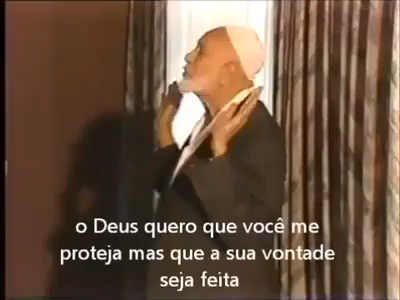 o Deus quero que você me
proteja mas que a sua vontade
seja feita